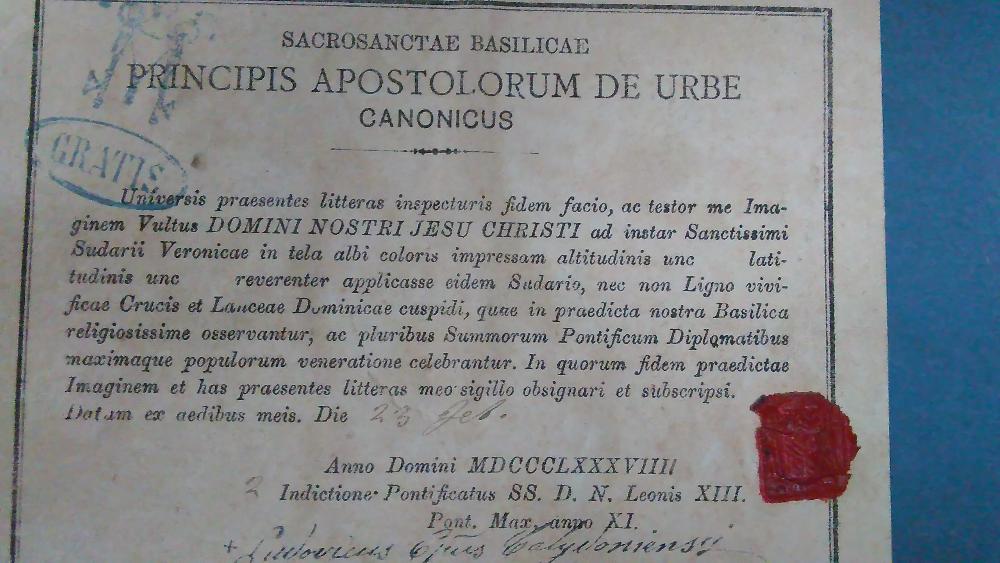 SACROSANCTAE BASILICAE
PRINCIPIS APOSTOLORUM DE URBE
CANONICUS
GRATIS
Universis praesentes litteras inspecturis fidem facio, ac testor me Ima-
ginem Vultus DOMINI NOSTRI JESU CHRISTI ad instar Sanctissimi
Sudarii Veronicae in tela albi coloris impressam altitudinis unc lati-
tudinis unc reverenter applicasse eidem Sudario, nec non Ligno vivi-
ficae Crucis et Lanceae Dominicae cuspidi, quae in praedicta nostra Basilica
religiosissime osservantur, ac pluribus Summorum Pontificum Diplomatibus
maximaque populorum veneratione celebrantur. In quorum fidem praedictae
Imaginem et has praesentes litteras meo sigillo obsignari et subscripsi.
Datum ex aedibus meis. Die 23 feb.
Anno Domini MDCCCLXXXVIIII
2 Indictione Pontificatus SS. D. N. Leonis XIII.
Pont. Max. anno XI.
+ Ludovicus Epus Calydoniensis